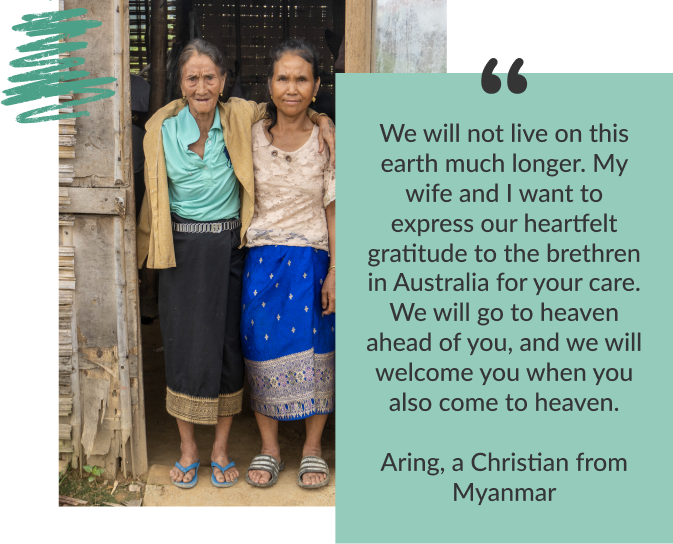 “
We will not live on this
earth much longer. My
wife and I want to
express our heartfelt
gratitude to the brethren
in Australia for your care.
We will go to heaven
ahead of you, and we will
welcome you when you
also come to heaven.
Aring, a Christian from
Myanmar